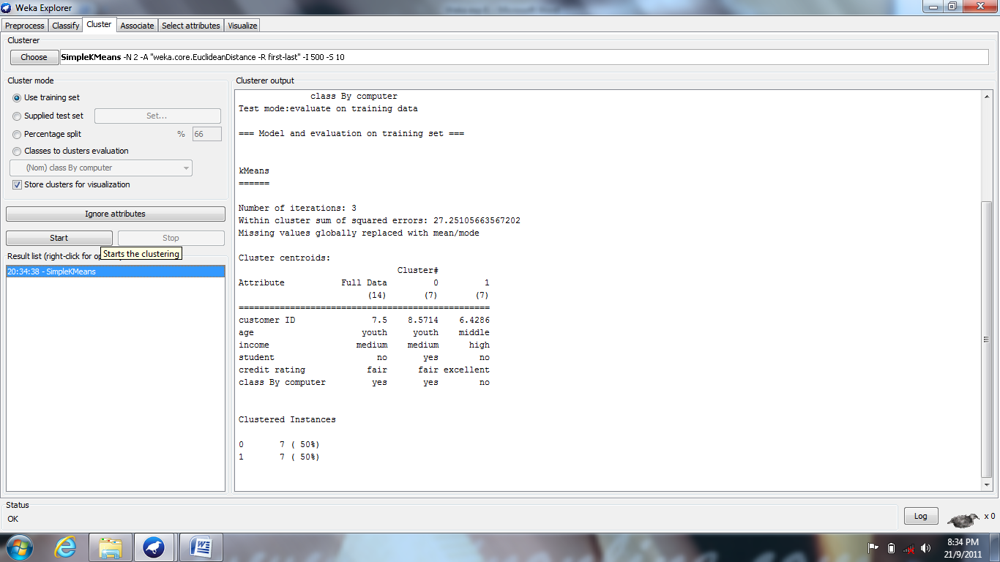 Weka Explorer
Preprocess Classify Cluster Associate Select attributes Visualize
Clusterer
Choose SimpleKMeans -N 2 -A "weka.core.EuclideanDistance -R first-last" -I 500 -S 10
Cluster mode
Use training set
Supplied test set Set...
Percentage split % 66
Classes to clusters evaluation
(Nom) class By computer
Store clusters for visualization
Ignore attributes
Start Stop
Starts the clustering
Result list (right-click for op
20:34:38 - SimpleKMeans
Clusterer output
class By computer
Test mode:evaluate on training data
=== Model and evaluation on training set ===
kMeans
======
Number of iterations: 3
Within cluster sum of squared errors: 27.25105663567202
Missing values globally replaced with mean/mode
Cluster centroids:
Cluster#
Attribute Full Data 0 1
(14) (7) (7)
=================================================
customer ID 7.5 8.5714 6.4286
age youth youth middle
income medium medium high
student no yes no
credit rating fair fair excellent
class By computer yes yes no
Clustered Instances
0 7 ( 50%)
1 7 ( 50%)
Status
OK
Log x 0
8:34 PM
21/9/2011